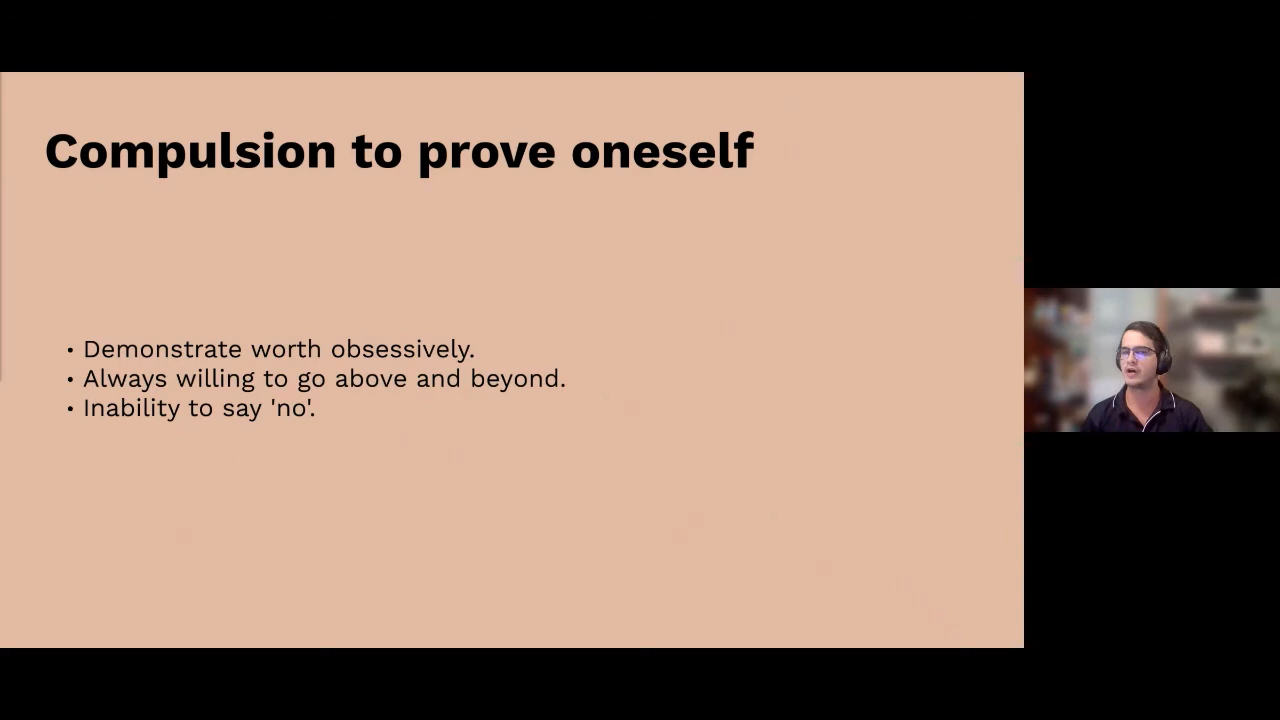 Compulsion to prove oneself
• Demonstrate worth obsessively.
• Always willing to go above and beyond.
• Inability to say 'no'.